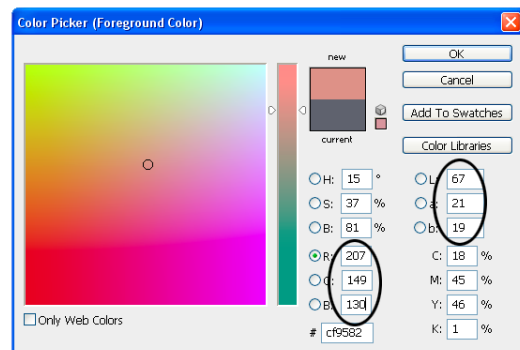 Color Picker (Foreground Color)
new
current
OK
Cancel
Add To Swatches
Color Libraries
H: 15 °
S: 37 %
B: 81 %
R: 207
G: 149
B: 130
# cf9582
L: 67
a: 21
b: 19
C: 18 %
M: 45 %
Y: 46 %
K: 1 %
Only Web Colors